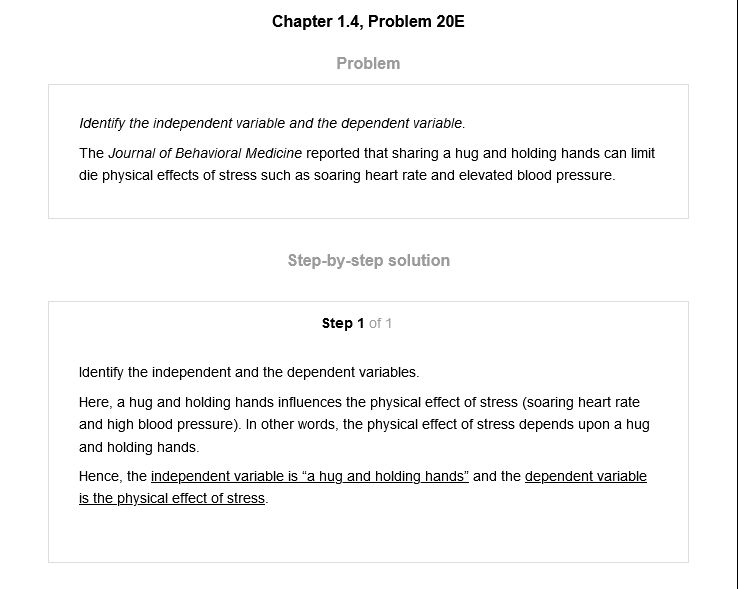 Chapter 1.4, Problem 20E
Problem
Identify the independent variable and the dependent variable.
The Journal of Behavioral Medicine reported that sharing a hug and holding hands can limit
die physical effects of stress such as soaring heart rate and elevated blood pressure.
Step-by-step solution
Step 1 of 1
Identify the independent and the dependent variables.
Here, a hug and holding hands influences the physical effect of stress (soaring heart rate
and high blood pressure). In other words, the physical effect of stress depends upon a hug
and holding hands.
Hence, the independent variable is “a hug and holding hands” and the dependent variable
is the physical effect of stress.